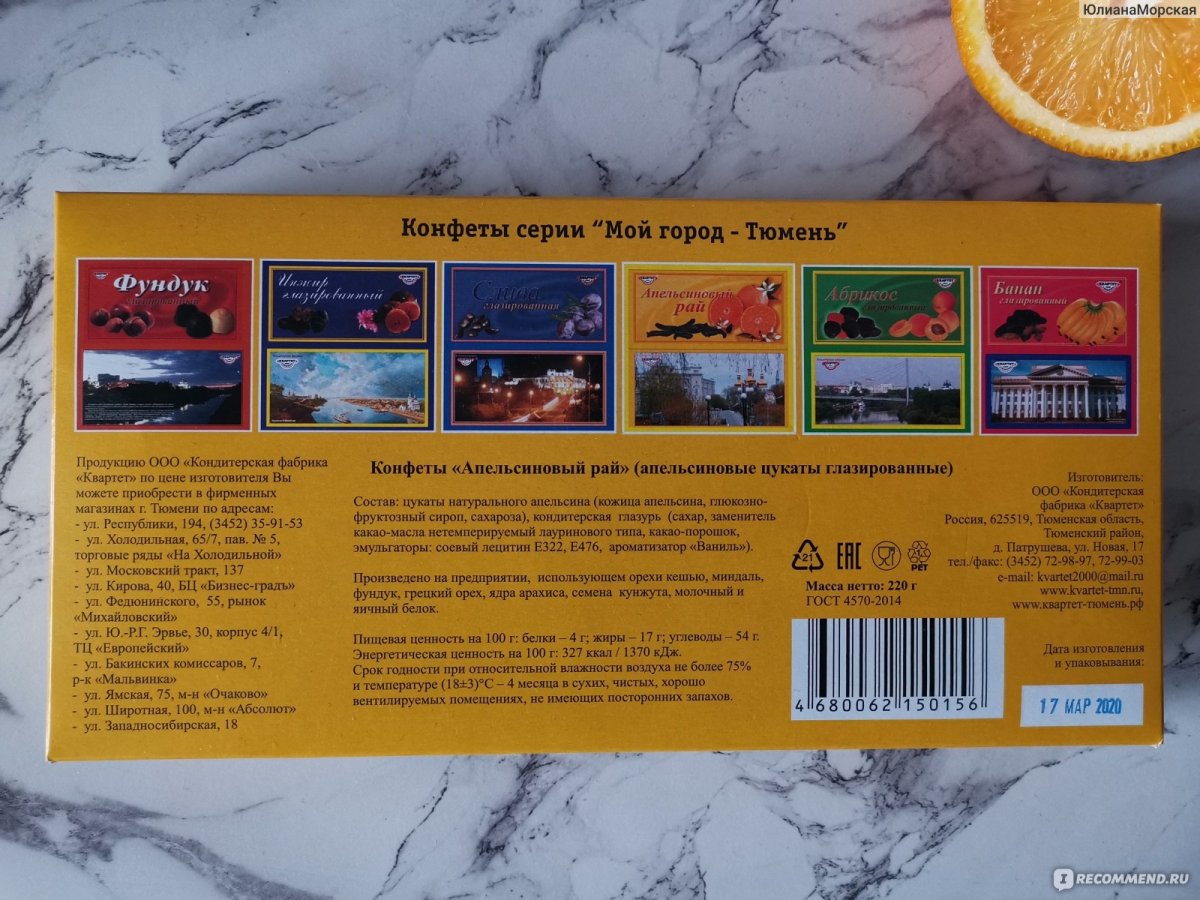 ЮлианаМорская
Конфеты серии “Мой город - Тюмень”
Фундук
глазированный
Инжир
глазированный
Слива
глазированная
Апельсиновый
рай
Абрикос
глазированный
Банан
глазированный
КВАРТЕТ
Продукцию ООО «Кондитерская фабрика
«Квартет» по цене изготовителя Вы
можете приобрести в фирменных
магазинах г. Тюмени по адресам:
- ул. Республики, 194, (3452) 35-91-53
- ул. Холодильная, 65/7, пав. № 5,
торговые ряды «На Холодильной»
- ул. Московский тракт, 137
- ул. Кирова, 40, БЦ «Бизнес-градъ»
- ул. Федюнинского, 55, рынок
«Михайловский»
- ул. Ю.-Р.Г. Эрвье, 30, корпус 4/1,
ТЦ «Европейский»
- ул. Бакинских комиссаров, 7,
р-к «Мальвинка»
- ул. Ямская, 75, м-н «Очаково»
- ул. Широтная, 100, м-н «Абсолют»
- ул. Западносибирская, 18
Конфеты «Апельсиновый рай» (апельсиновые цукаты глазированные)
Состав: цукаты натурального апельсина (кожица апельсина, глюкозно-
фруктозный сироп, сахароза), кондитерская глазурь (сахар, заменитель
какао-масла нетемперируемый лауринового типа, какао-порошок,
эмульгаторы: соевый лецитин Е322, Е476, ароматизатор «Ваниль»).
Произведено на предприятии, использующем орехи кешью, миндаль,
фундук, грецкий орех, ядра арахиса, семена кунжута, молочный и
яичный белок.
Пищевая ценность на 100 г: белки – 4 г; жиры – 17 г; углеводы – 54 г.
Энергетическая ценность на 100 г: 327 ккал / 1370 кДж.
Срок годности при относительной влажности воздуха не более 75%
и температуре (18±3)°С – 4 месяца в сухих, чистых, хорошо
вентилируемых помещениях, не имеющих посторонних запахов.
Изготовитель:
ООО «Кондитерская
фабрика «Квартет»
Россия, 625519, Тюменская область,
Тюменский район,
д. Патрушева, ул. Новая, 17
тел./факс: (3452) 72-98-97, 72-99-03
e-mail: kvartet2000@mail.ru
www.kvartet-tmn.ru,
www.квартет-тюмень.рф
21
EAC
PET
Масса нетто: 220 г
ГОСТ 4570-2014
4 680062 150156
Дата изготовления
и упаковывания:
17 МАР 2020
IRECOMMEND.RU